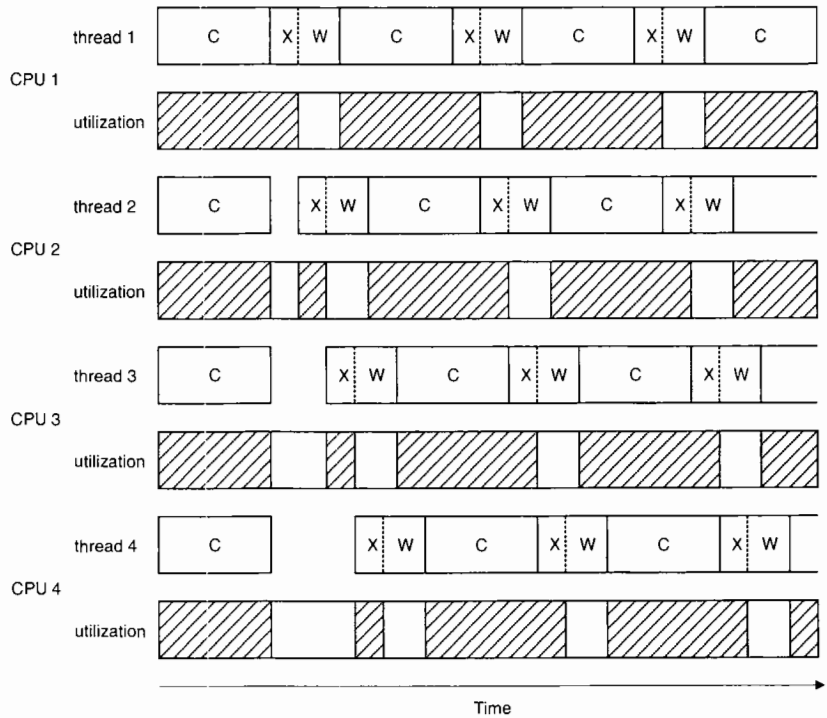 thread 1 C X W C X W C X W C
CPU 1
utilization
thread 2 C X W C X W C X W
CPU 2
utilization
thread 3 C X W C X W C X W
CPU 3
utilization
thread 4 C X W C X W C X W
CPU 4
utilization
Time